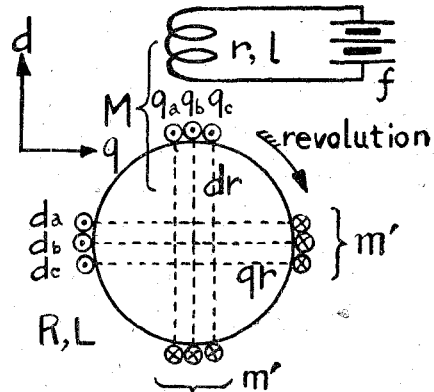 d
q
r, l
f
M
qa qb qc
revolution
dr
da
db
dc
qr
m'
R, L
m'